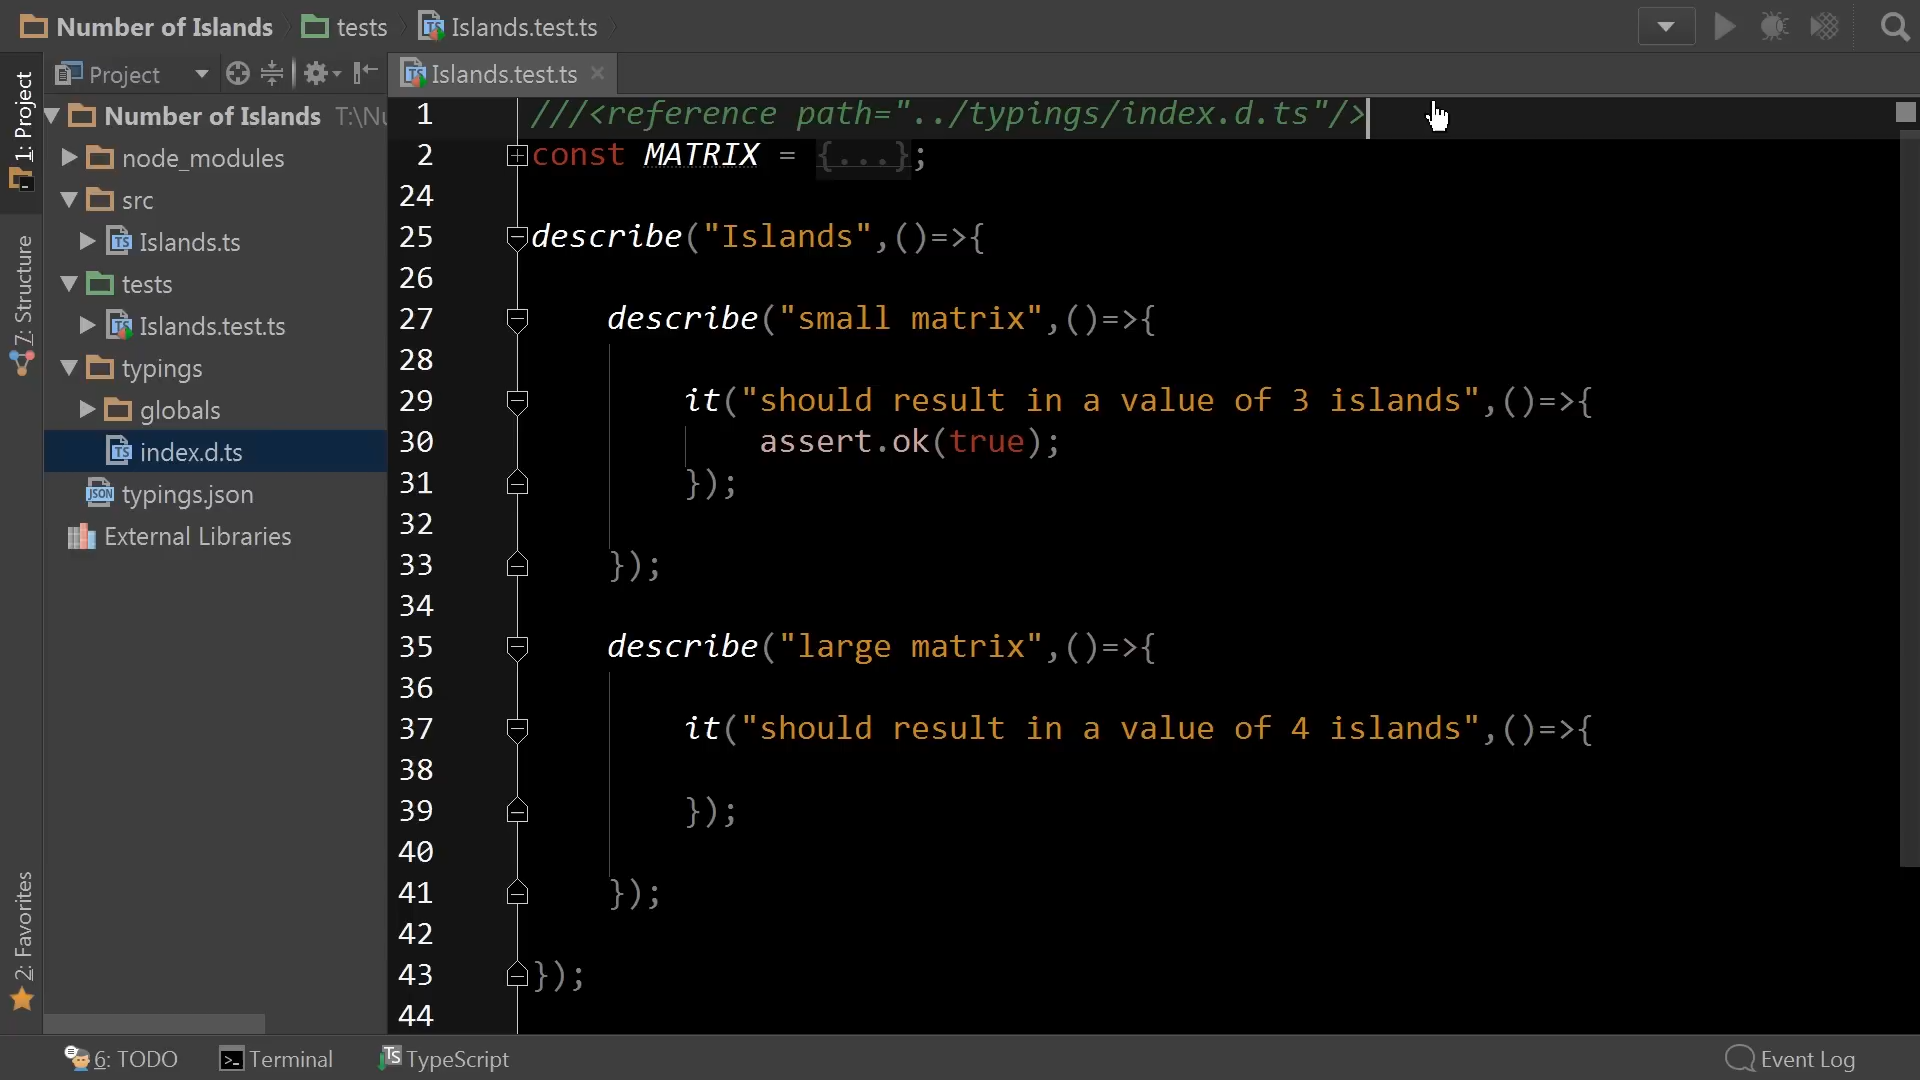 Number of Islands tests Islands.test.ts
Project
Islands.test.ts
1: Project
7: Structure
2: Favorites
Number of Islands T:\Nu
node_modules
src
Islands.ts
tests
Islands.test.ts
typings
globals
index.d.ts
typings.json
External Libraries
1 ///<reference path="../typings/index.d.ts"/>
2 const MATRIX = {...};
24
25 describe("Islands",()=>{
26
27 describe("small matrix",()=>{
28
29 it("should result in a value of 3 islands",()=>{
30 assert.ok(true);
31 });
32
33 });
34
35 describe("large matrix",()=>{
36
37 it("should result in a value of 4 islands",()=>{
38
39 });
40
41 });
42
43 });
44
6: TODO Terminal TypeScript Event Log